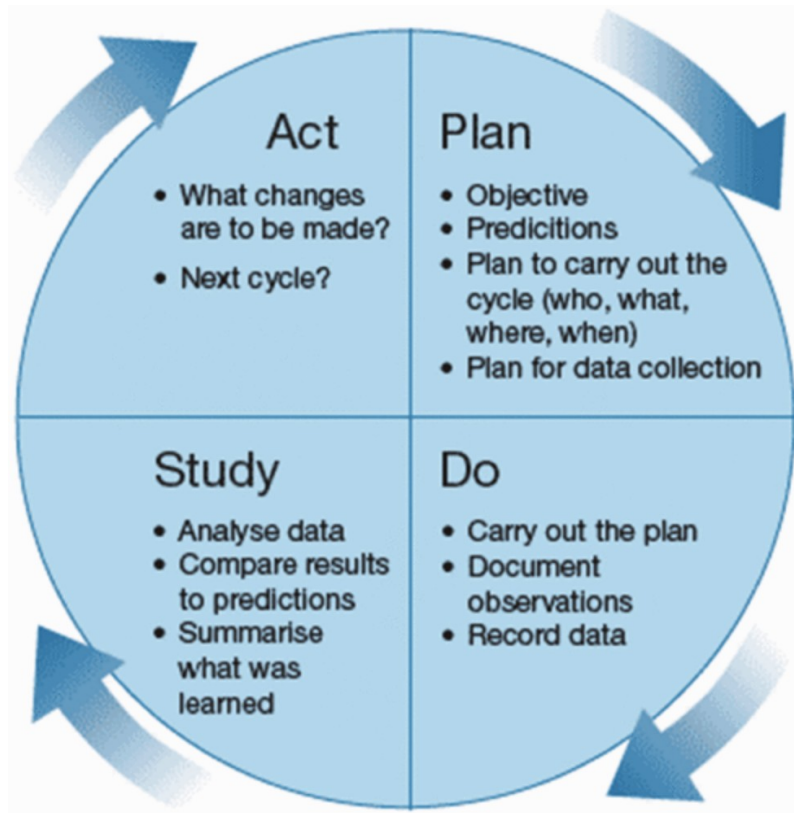 Act
• What changes
are to be made?
• Next cycle?
Plan
• Objective
• Predicitions
• Plan to carry out the
cycle (who, what,
where, when)
• Plan for data collection
Study
• Analyse data
• Compare results
to predictions
• Summarise
what was
learned
Do
• Carry out the plan
• Document
observations
• Record data